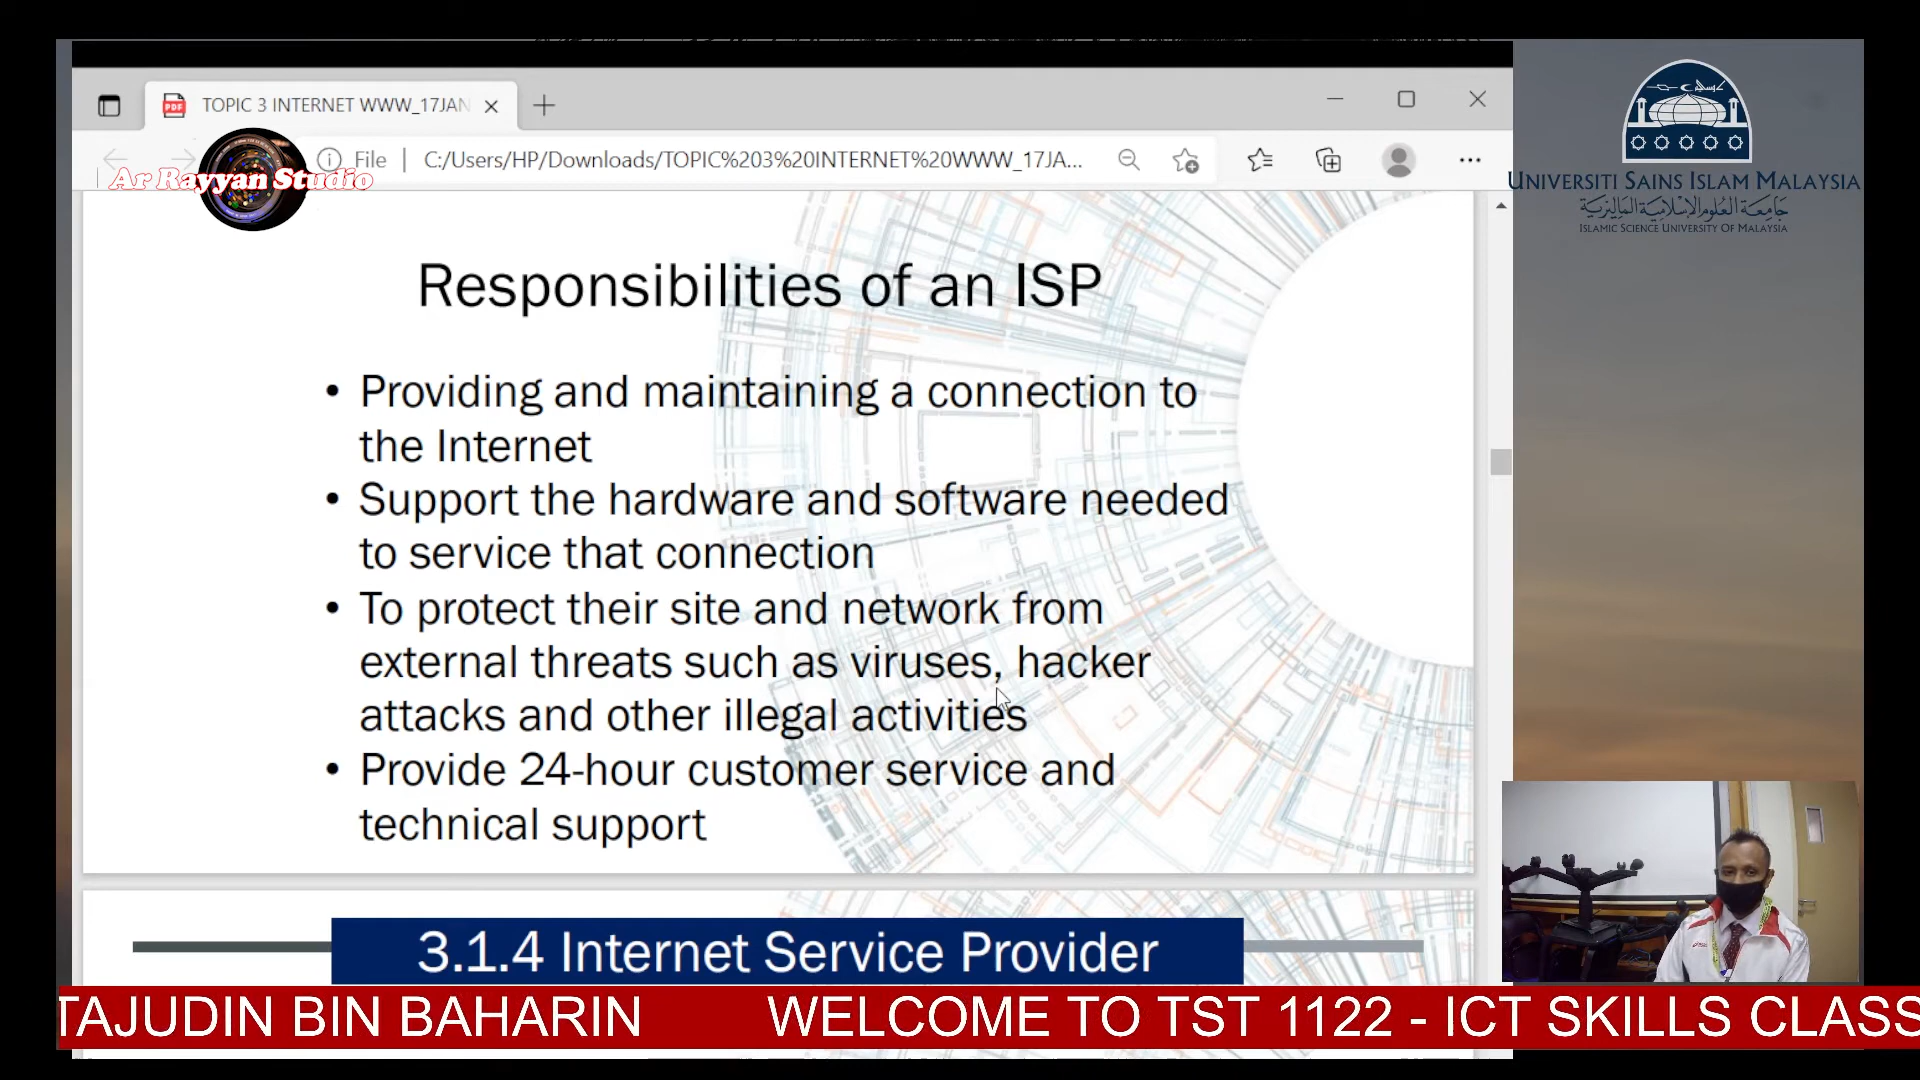 TOPIC 3 INTERNET WWW_17JAN
File
C:/Users/HP/Downloads/TOPIC%203%20INTERNET%20WWW_17JA...
Ar Rayyan Studio
UNIVERSITI SAINS ISLAM MALAYSIA
جامعة العلوم الإسلامية الماليزية
ISLAMIC SCIENCE UNIVERSITY OF MALAYSIA
Responsibilities of an ISP
• Providing and maintaining a connection to
the Internet
• Support the hardware and software needed
to service that connection
• To protect their site and network from
external threats such as viruses, hacker
attacks and other illegal activities
• Provide 24-hour customer service and
technical support
3.1.4 Internet Service Provider
TAJUDIN BIN BAHARIN WELCOME TO TST 1122 - ICT SKILLS CLASS